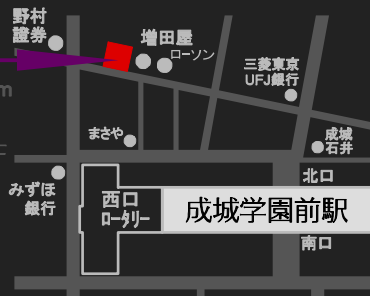 野村
證券
増田屋
ローソン
三菱東京
UFJ銀行
m
まさや
成城
石井
みずほ
銀行
西口
ロータリー
北口
成城学園前駅
南口